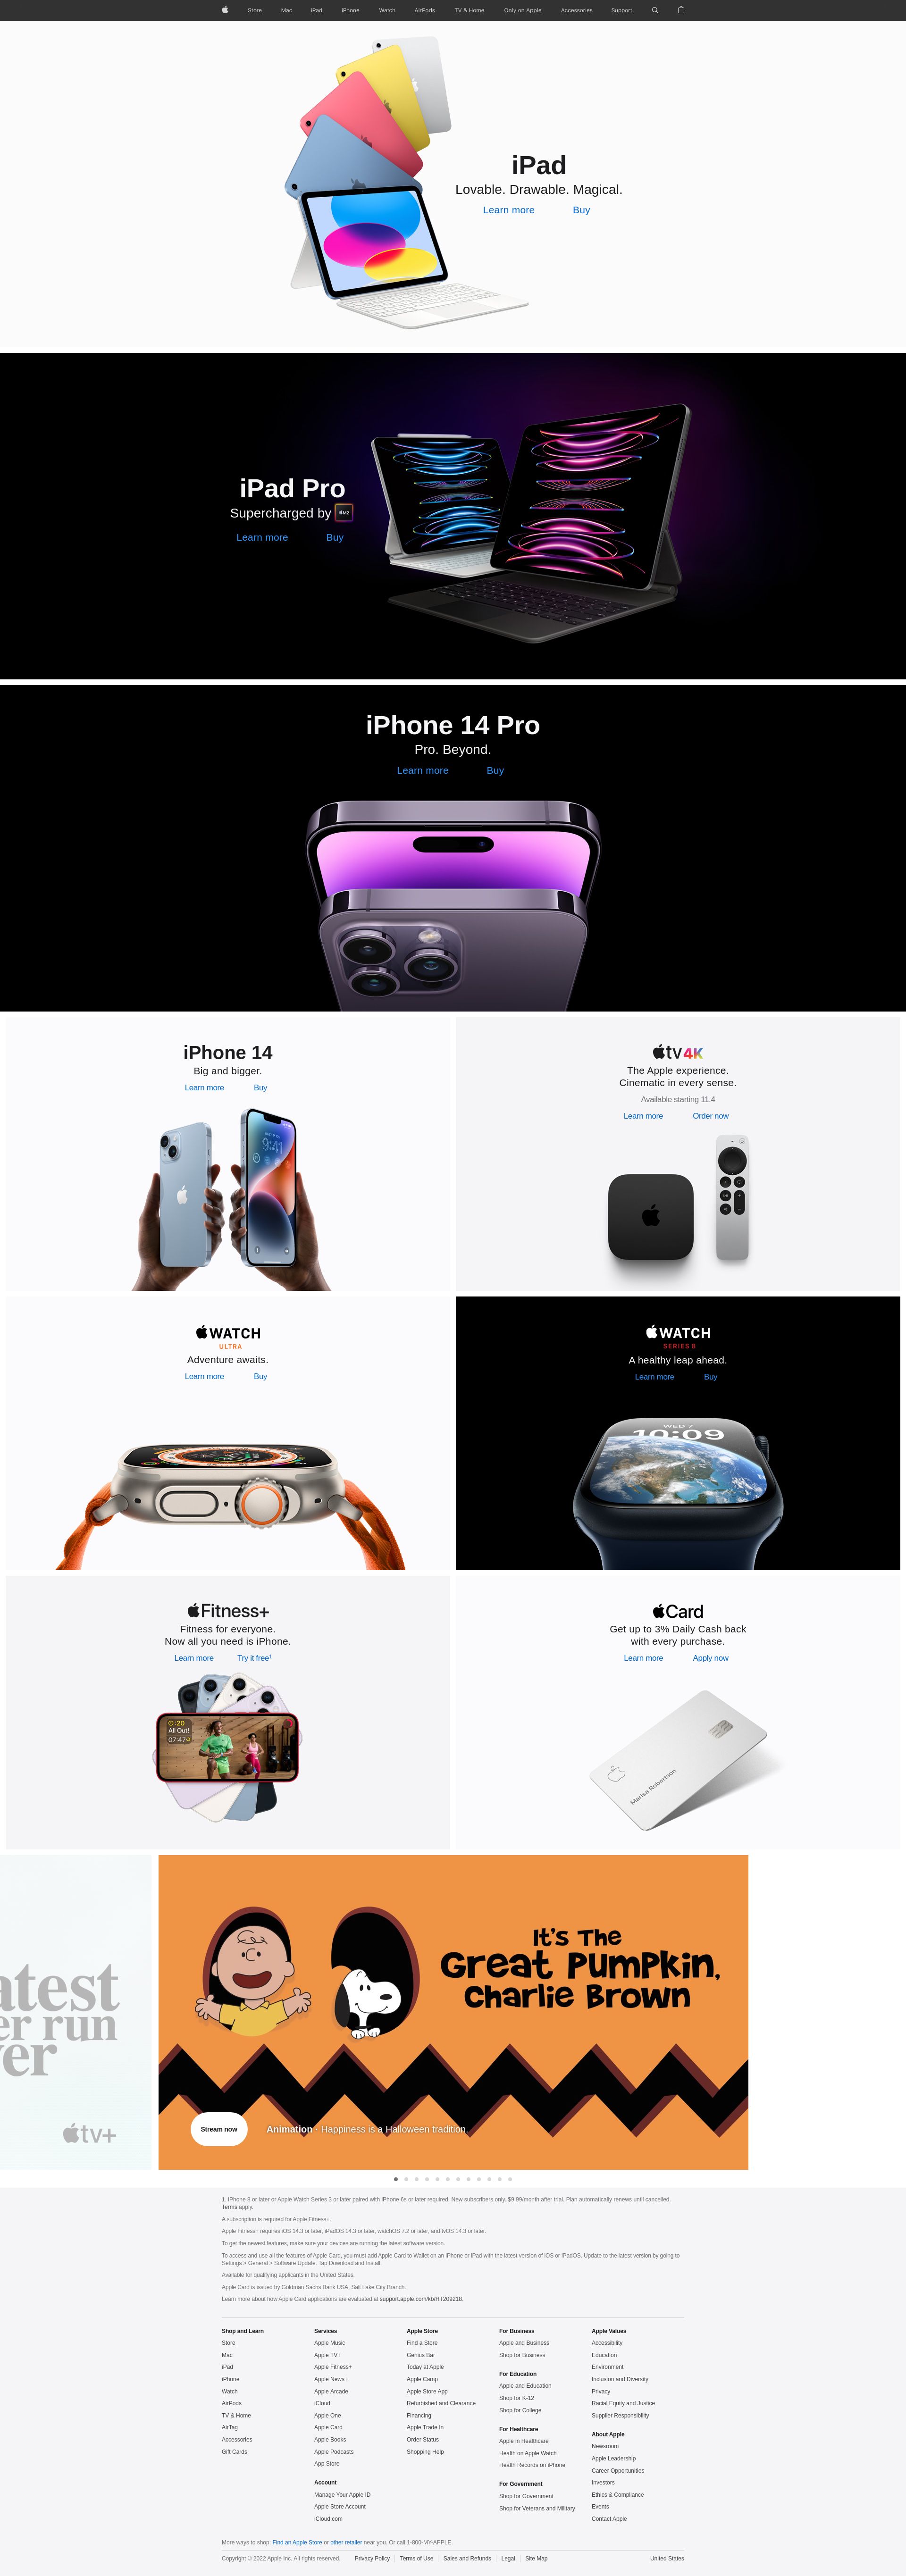 Store Mac iPad iPhone Watch AirPods TV & Home Only on Apple Accessories Support
iPad
Lovable. Drawable. Magical.
Learn more Buy
iPad Pro
Supercharged by M2
Learn more Buy
iPhone 14 Pro
Pro. Beyond.
Learn more Buy
iPhone 14
Big and bigger.
Learn more Buy
9:41
tv 4K
The Apple experience.
Cinematic in every sense.
Available starting 11.4
Learn more Order now
WATCH
ULTRA
Adventure awaits.
Learn more Buy
WATCH
SERIES 8
A healthy leap ahead.
Learn more Buy
WED 7
10:09
Fitness+
Fitness for everyone.
Now all you need is iPhone.
Learn more Try it free1
:20
All Out!
07:47
Card
Get up to 3% Daily Cash back
with every purchase.
Learn more Apply now
Marisa Robertson
atest
er run
ver
tv+
It's The
Great Pumpkin,
Charlie Brown
Stream now Animation · Happiness is a Halloween tradition.
1. iPhone 8 or later or Apple Watch Series 3 or later paired with iPhone 6s or later required. New subscribers only. $9.99/month after trial. Plan automatically renews until cancelled.
Terms apply.
A subscription is required for Apple Fitness+.
Apple Fitness+ requires iOS 14.3 or later, iPadOS 14.3 or later, watchOS 7.2 or later, and tvOS 14.3 or later.
To get the newest features, make sure your devices are running the latest software version.
To access and use all the features of Apple Card, you must add Apple Card to Wallet on an iPhone or iPad with the latest version of iOS or iPadOS. Update to the latest version by going to
Settings > General > Software Update. Tap Download and Install.
Available for qualifying applicants in the United States.
Apple Card is issued by Goldman Sachs Bank USA, Salt Lake City Branch.
Learn more about how Apple Card applications are evaluated at support.apple.com/kb/HT209218.
Shop and Learn
Store
Mac
iPad
iPhone
Watch
AirPods
TV & Home
AirTag
Accessories
Gift Cards
Services
Apple Music
Apple TV+
Apple Fitness+
Apple News+
Apple Arcade
iCloud
Apple One
Apple Card
Apple Books
Apple Podcasts
App Store
Account
Manage Your Apple ID
Apple Store Account
iCloud.com
Apple Store
Find a Store
Genius Bar
Today at Apple
Apple Camp
Apple Store App
Refurbished and Clearance
Financing
Apple Trade In
Order Status
Shopping Help
For Business
Apple and Business
Shop for Business
For Education
Apple and Education
Shop for K-12
Shop for College
For Healthcare
Apple in Healthcare
Health on Apple Watch
Health Records on iPhone
For Government
Shop for Government
Shop for Veterans and Military
Apple Values
Accessibility
Education
Environment
Inclusion and Diversity
Privacy
Racial Equity and Justice
Supplier Responsibility
About Apple
Newsroom
Apple Leadership
Career Opportunities
Investors
Ethics & Compliance
Events
Contact Apple
More ways to shop: Find an Apple Store or other retailer near you. Or call 1-800-MY-APPLE.
Copyright © 2022 Apple Inc. All rights reserved. Privacy Policy Terms of Use Sales and Refunds Legal Site Map United States